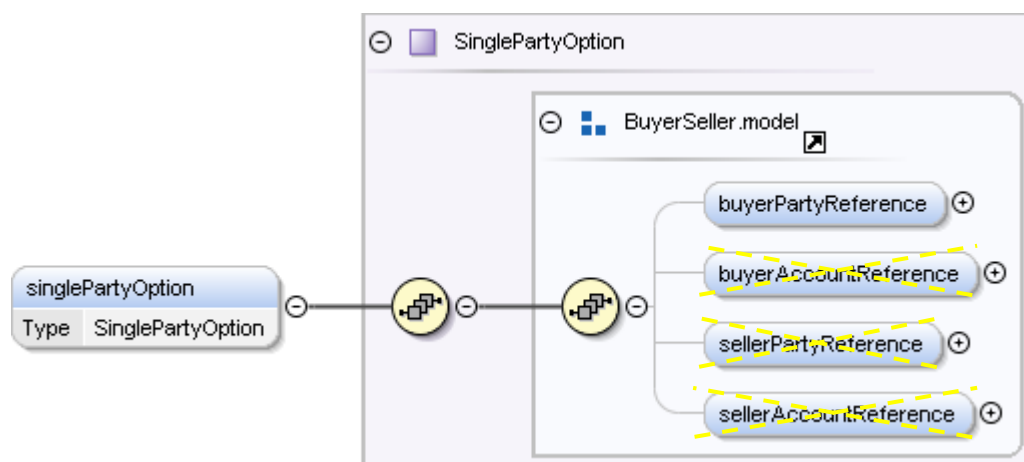 SinglePartyOption
BuyerSeller.model
buyerPartyReference
buyerAccountReference
singlePartyOption
Type SinglePartyOption
sellerPartyReference
sellerAccountReference